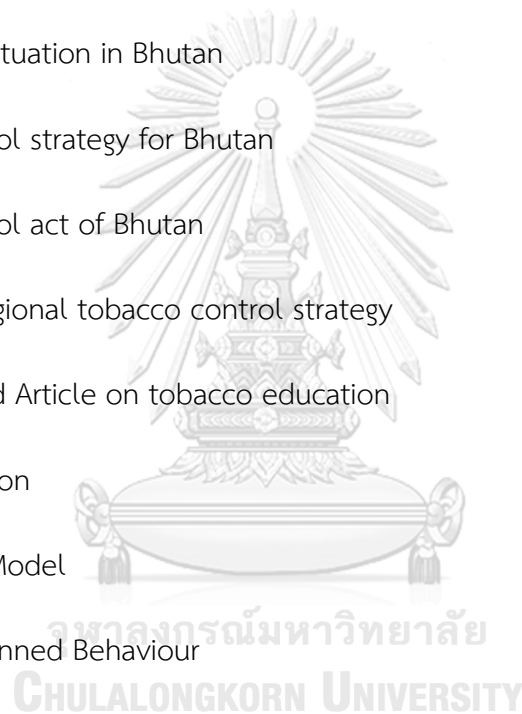 tuation in Bhutan
ol strategy for Bhutan
ol act of Bhutan
gional tobacco control strategy
d Article on tobacco education
on
Model
nned Behaviour
จุฬาลงกรณ์มหาวิทยาลัย
CHULALONGKORN UNIVERSITY